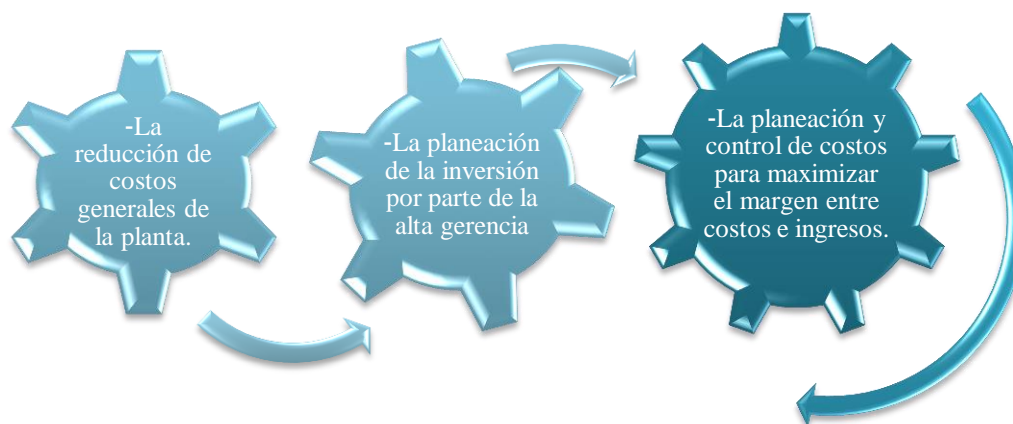 -La
reducción de
costos
generales de
la planta.
-La planeación
de la inversión
por parte de la
alta gerencia
-La planeación y
control de costos
para maximizar
el margen entre
costos e ingresos.